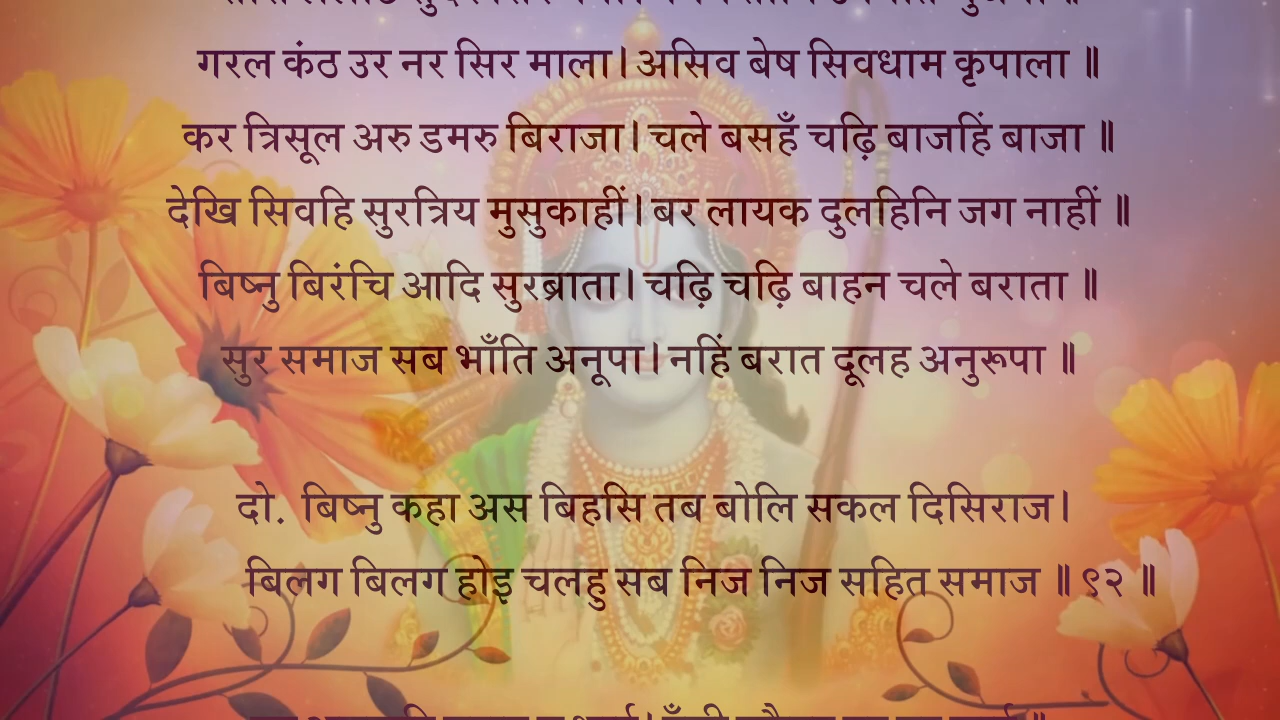 गरल कंठ उर नर सिर माला। असिव बेष सिवधाम कृपाला ॥
कर त्रिसूल अरु डमरु बिराजा। चले बसहँ चढ़ि बाजहिं बाजा ॥
देखि सिवहि सुरत्रिय मुसुकाहीं। बर लायक दुलहिनि जग नाहीं ॥
बिष्नु बिरंचि आदि सुरब्राता। चढ़ि चढ़ि बाहन चले बराता ॥
सुर समाज सब भाँति अनूपा। नहिं बरात दूलह अनुरूपा ॥
दो. बिष्नु कहा अस बिहसि तब बोलि सकल दिसिराज।
बिलग बिलग होइ चलहु सब निज निज सहित समाज ॥ ९२ ॥